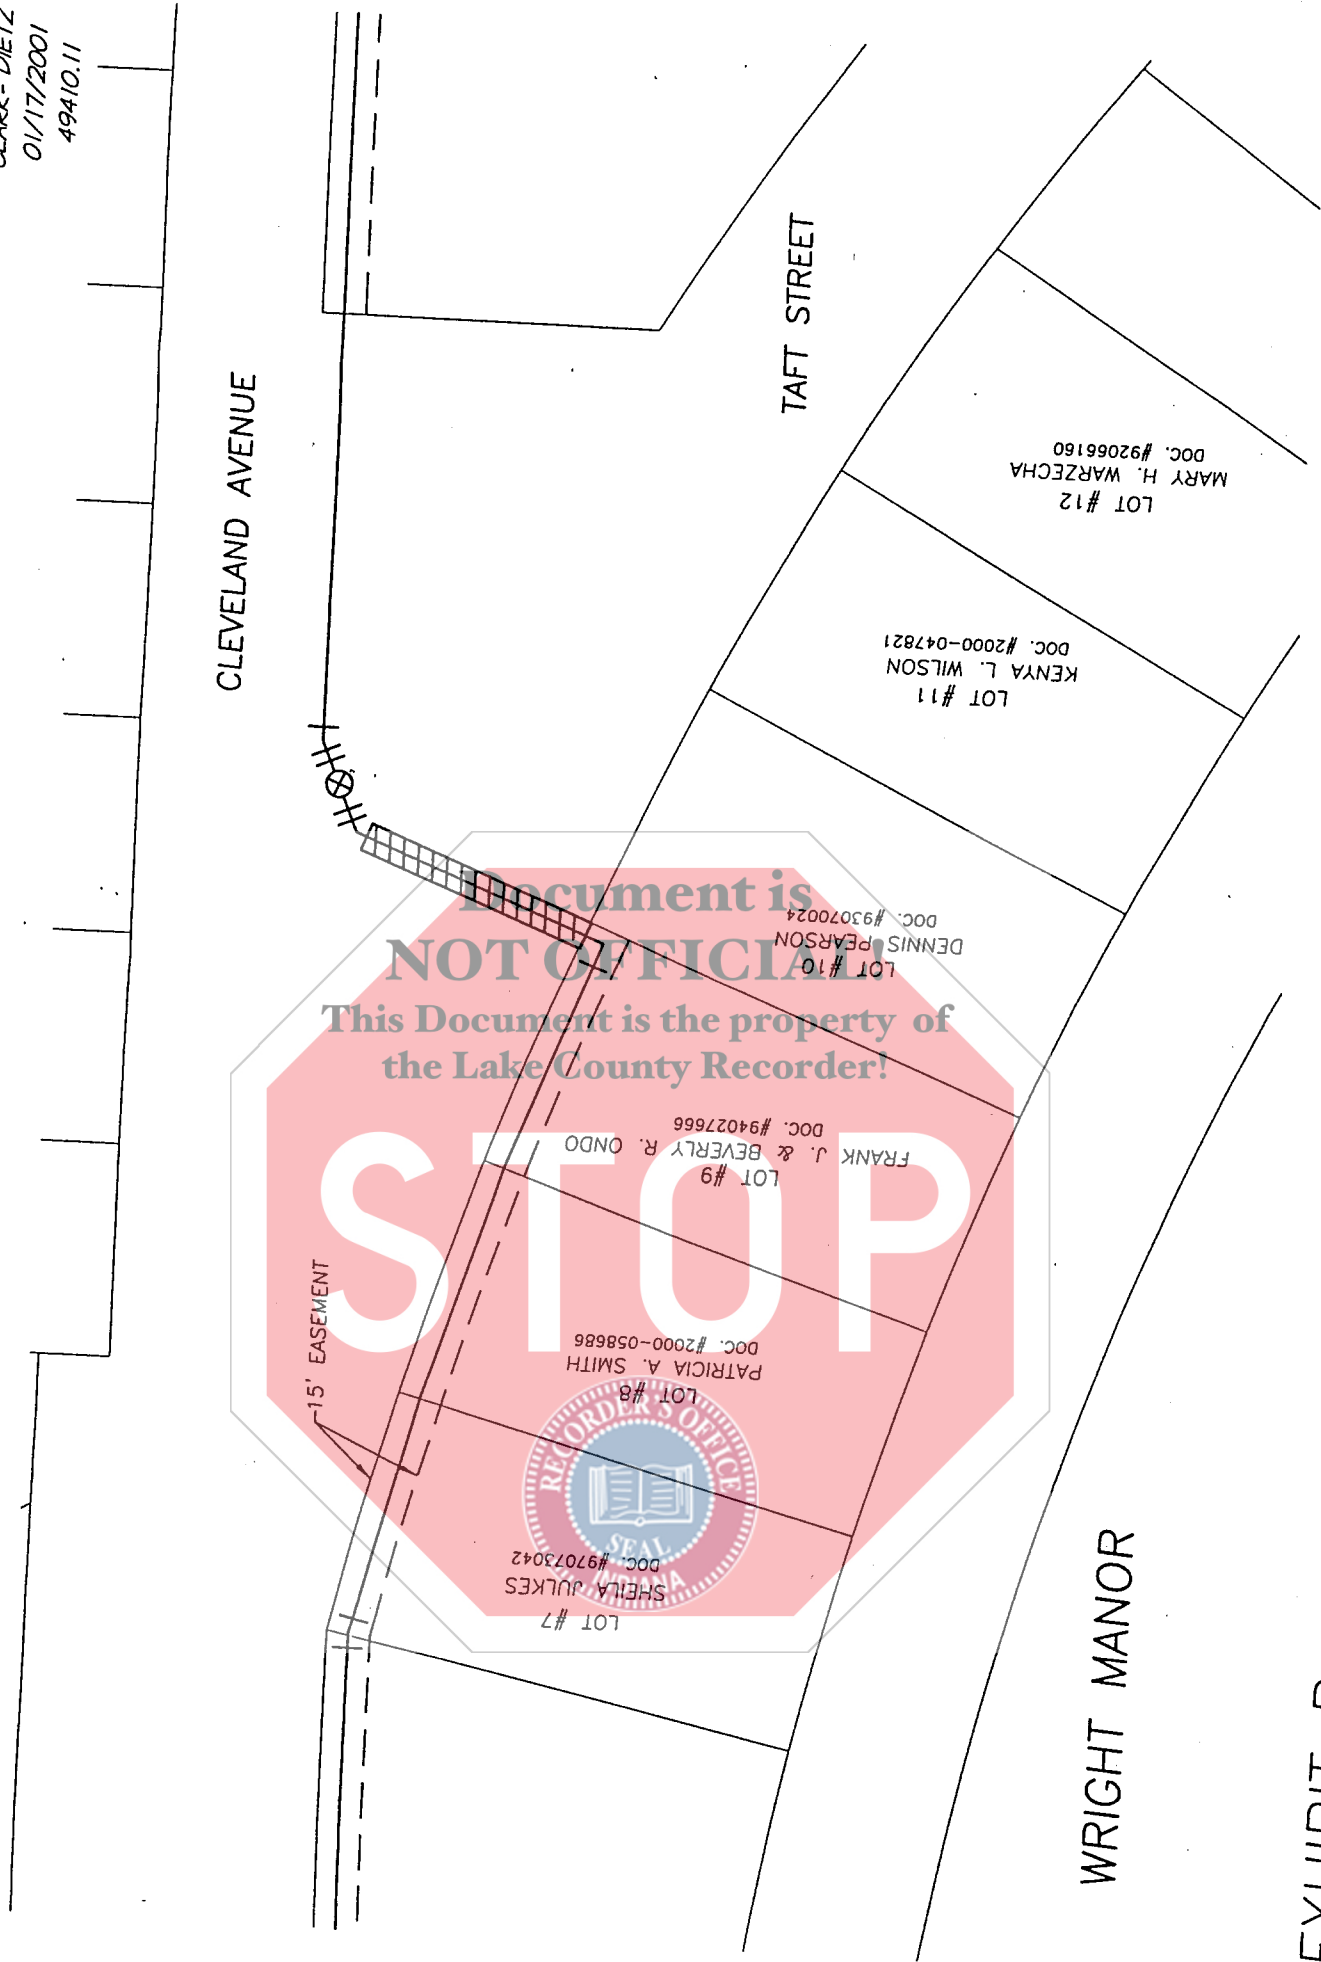 CLARK-DIETZ
01/17/2001
49410.11
CLEVELAND AVENUE
TAFT STREET
LOT #12
MARY H. WARZECHA
DOC. #92066160
LOT #11
KENYA L. WILSON
DOC. #2000-047821
LOT #10
DENNIS PEARSON
DOC. #93070024
LOT #9
FRANK J. & BEVERLY R. ONDO
DOC. #94027666
LOT #8
PATRICIA A. SMITH
DOC. #2000-058686
LOT #7
SHEILA JULKES
DOC. #97073042
15' EASEMENT
WRIGHT MANOR
EXHIBIT
Document is
NOT OFFICIAL!
This Document is the property of
the Lake County Recorder!
STOP
RECORDER'S OFFICE
SEAL
INDIANA